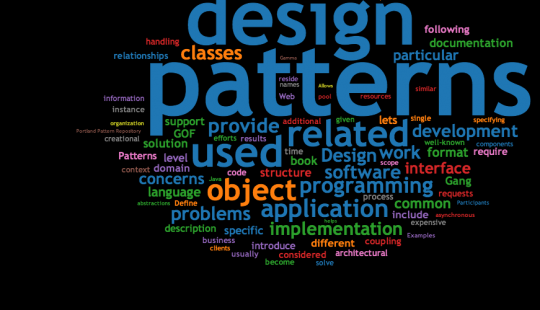 design
following
handling
classes
documentation
relationships
Gamma
particular
patterns
reside
names
Allows
similar
information
Web
pool
resources
instance
organization
support
additional
given
lets
single
specifying
Portland Pattern Repository
GOF
provide
related
development
creational
efforts
results
well-known
components
solution
used
time
Design
work
format
require
Patterns
level
book
scope
context
domain
code
structure
software
interface
concerns
Java
programming
Gang
language
object
process
requests
abstractions
Define
common
Participants
problems
application
include
asynchronous
helps
expensive
description
specific
implementation
Examples
business
introduce
different
coupling
clients
usually
considered
architectural
become
solve